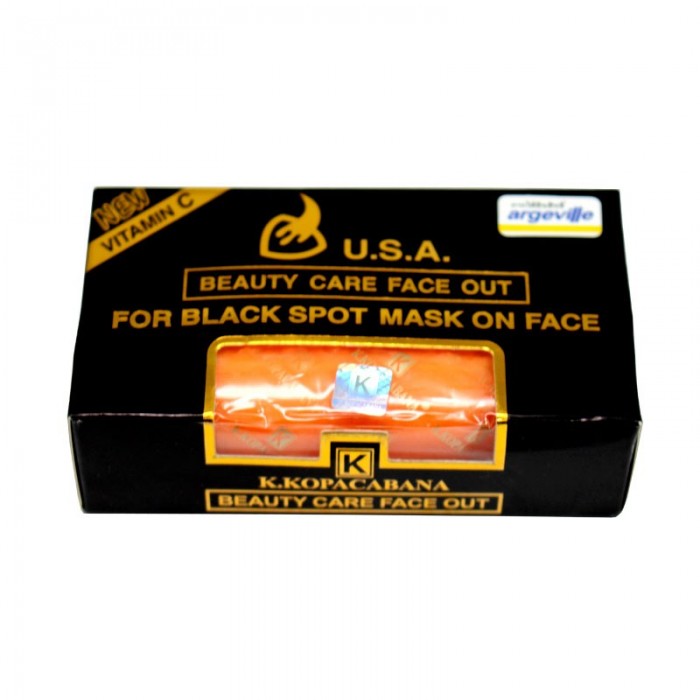 NEW
VITAMIN C
argeville
U.S.A.
BEAUTY CARE FACE OUT
FOR BLACK SPOT MASK ON FACE
K
K
K.KOPACABANA
BEAUTY CARE FACE OUT